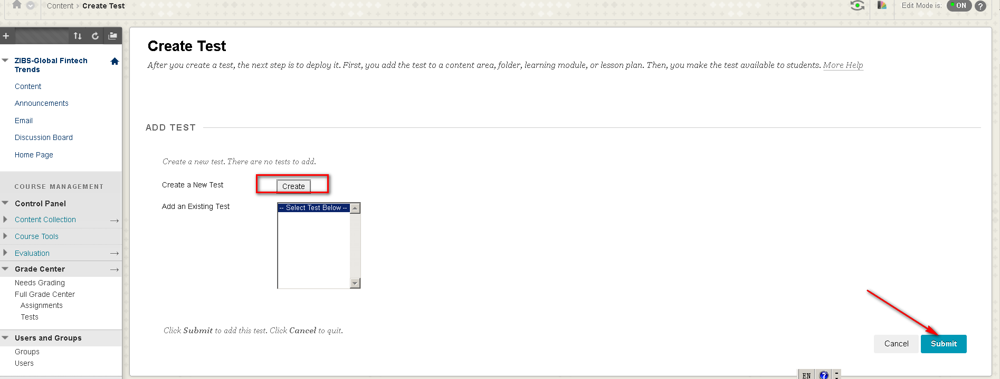 Content > Create Test
Edit Mode is: ON ?
+
ZIBS-Global Fintech
Trends
Content
Announcements
Email
Discussion Board
Home Page
COURSE MANAGEMENT
Control Panel
Content Collection
Course Tools
Evaluation
Grade Center
Needs Grading
Full Grade Center
Assignments
Tests
Users and Groups
Groups
Users
Create Test
After you create a test, the next step is to deploy it. First, you add the test to a content area, folder, learning module, or lesson plan. Then, you make the test available to students. More Help
ADD TEST
Create a new test. There are no tests to add.
Create a New Test
Create
Add an Existing Test
-- Select Test Below --
Click Submit to add this test. Click Cancel to quit.
Cancel
Submit
EN ?